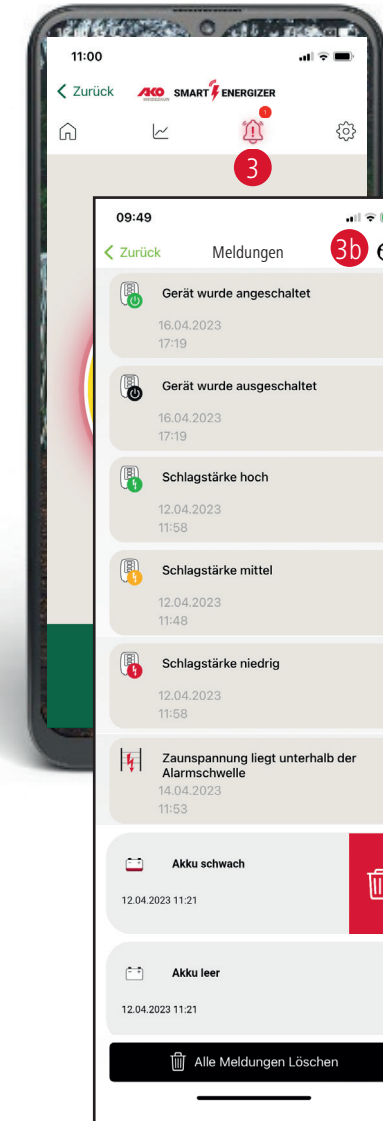 11:00
Zurück AKO SMART ENERGIZER
1
3
09:49
Zurück Meldungen 3b
Gerät wurde angeschaltet
16.04.2023
17:19
Gerät wurde ausgeschaltet
16.04.2023
17:19
Schlagstärke hoch
12.04.2023
11:58
Schlagstärke mittel
12.04.2023
11:48
Schlagstärke niedrig
12.04.2023
11:58
Zaunspannung liegt unterhalb der
Alarmschwelle
14.04.2023
11:53
Akku schwach
12.04.2023 11:21
Akku leer
12.04.2023 11:21
Alle Meldungen Löschen